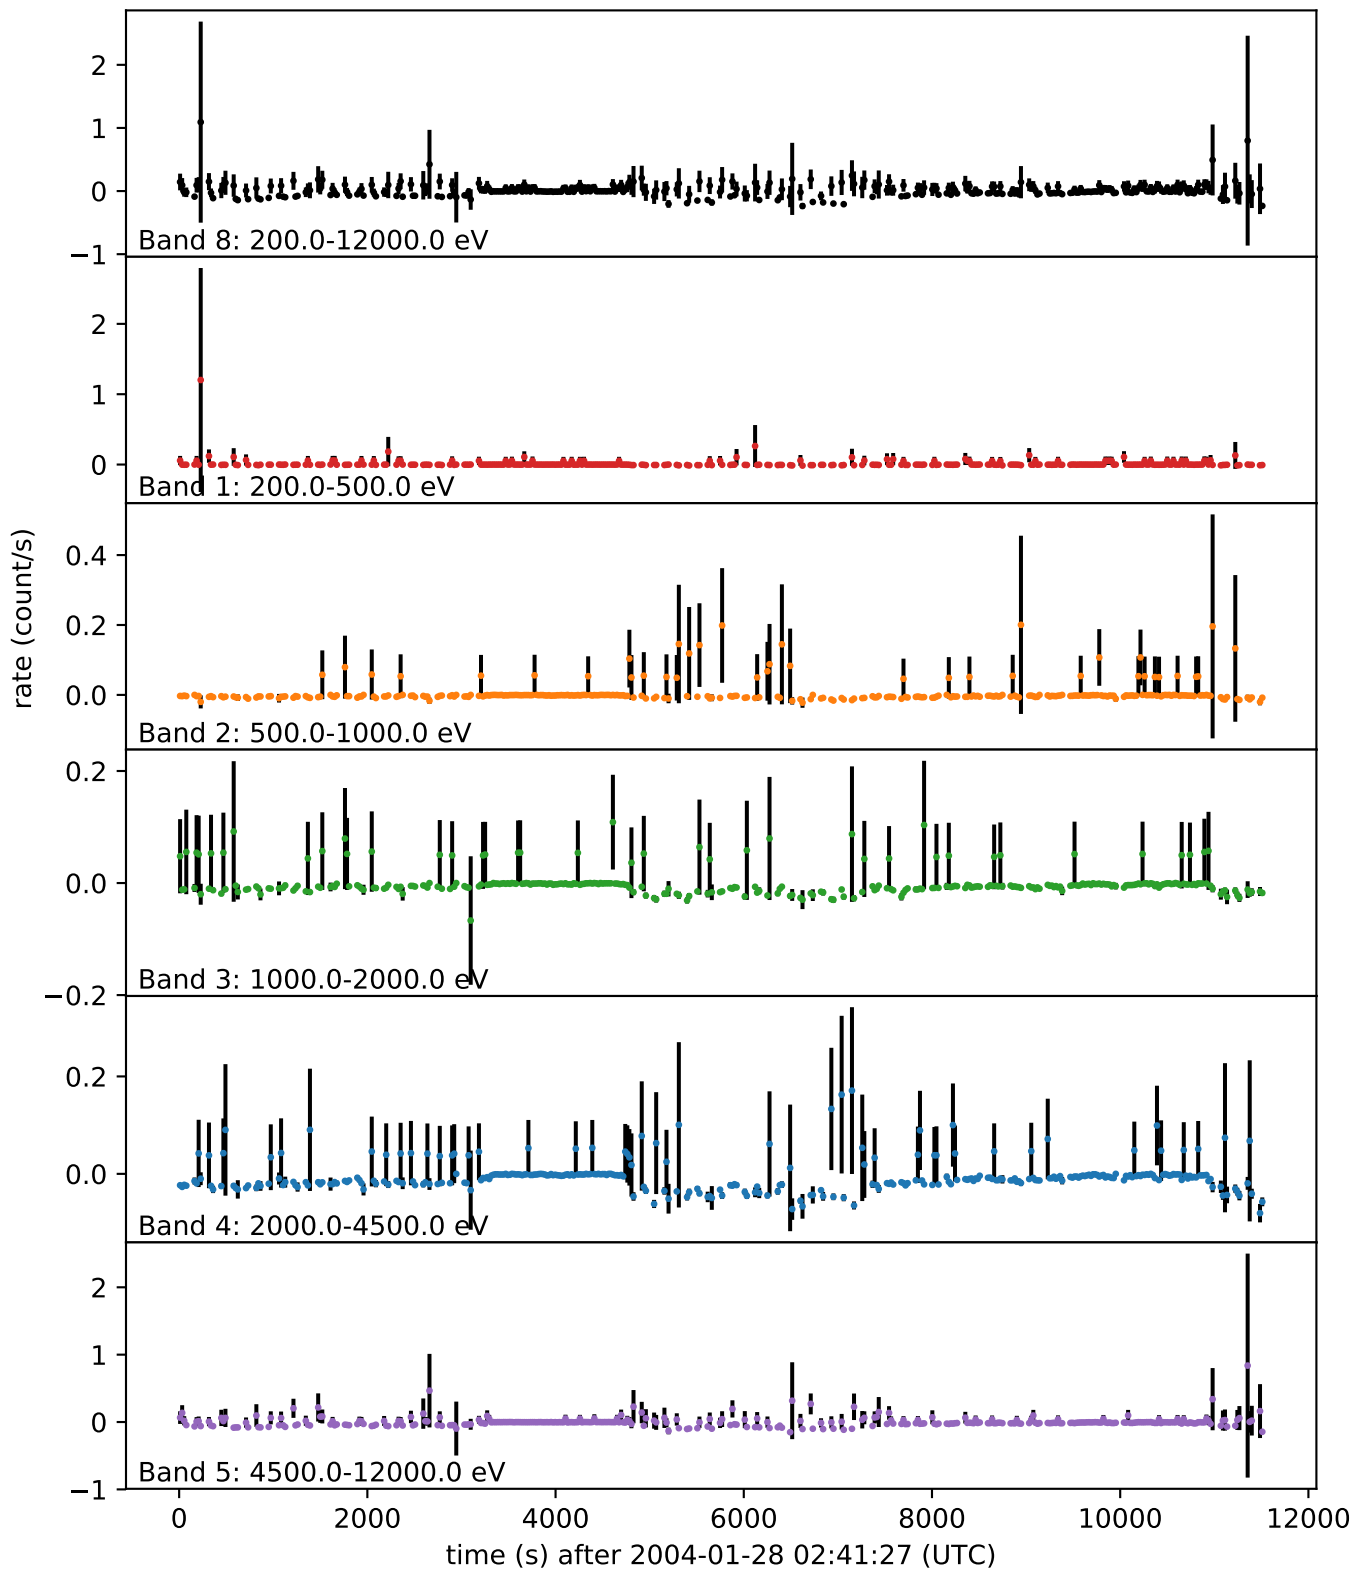 2
1
0
−1
Band 8: 200.0-12000.0 eV
2
1
0
Band 1: 200.0-500.0 eV
0.4
0.2
0.0
Band 2: 500.0-1000.0 eV
rate (count/s)
0.2
0.0
−0.2
Band 3: 1000.0-2000.0 eV
0.2
0.0
Band 4: 2000.0-4500.0 eV
2
1
0
−1
Band 5: 4500.0-12000.0 eV
0 2000 4000 6000 8000 10000 12000
time (s) after 2004-01-28 02:41:27 (UTC)